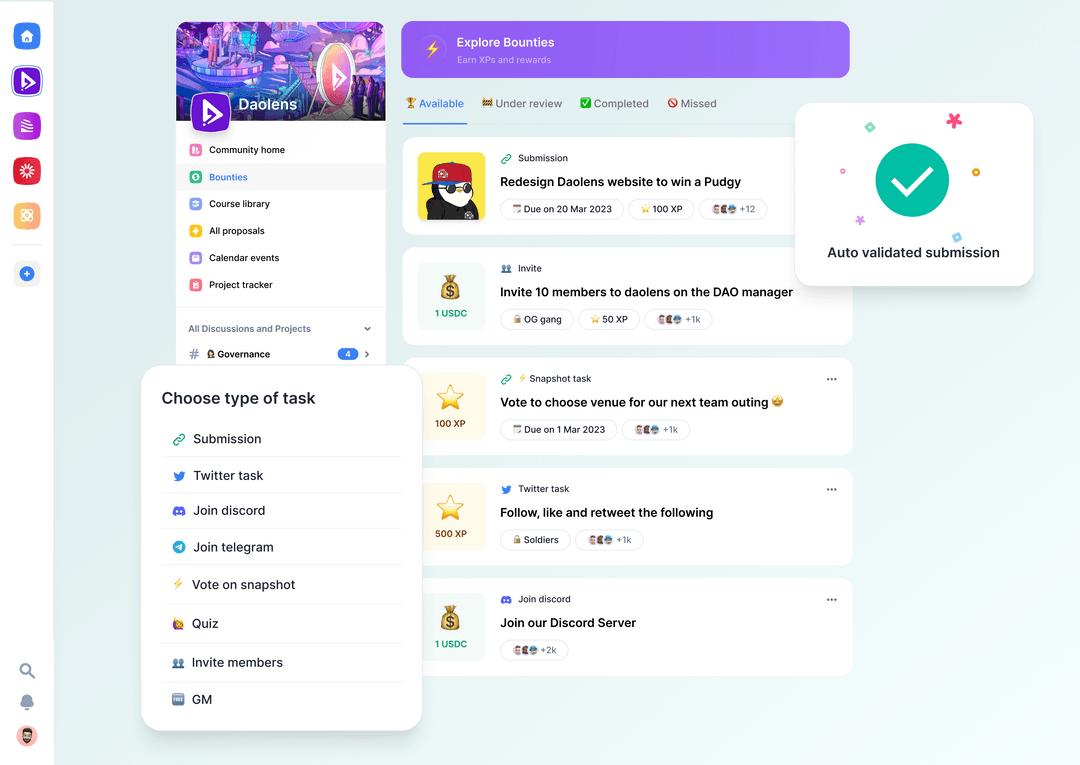 Daolens
Community home
Bounties
Course library
All proposals
Calendar events
Project tracker
All Discussions and Projects
# Governance 4
Choose type of task
Submission
Twitter task
Join discord
Join telegram
Vote on snapshot
Quiz
Invite members
GM
Explore Bounties
Earn XPs and rewards
Available Under review Completed Missed
Submission
Redesign Daolens website to win a Pudgy
Due on 20 Mar 2023 100 XP +12
Invite
Invite 10 members to daolens on the DAO manager
1 USDC
OG gang 50 XP +1k
Snapshot task
Vote to choose venue for our next team outing
100 XP
Due on 1 Mar 2023 +1k
Twitter task
Follow, like and retweet the following
500 XP
Soldiers +1k
Join discord
Join our Discord Server
1 USDC
+2k
Auto validated submission